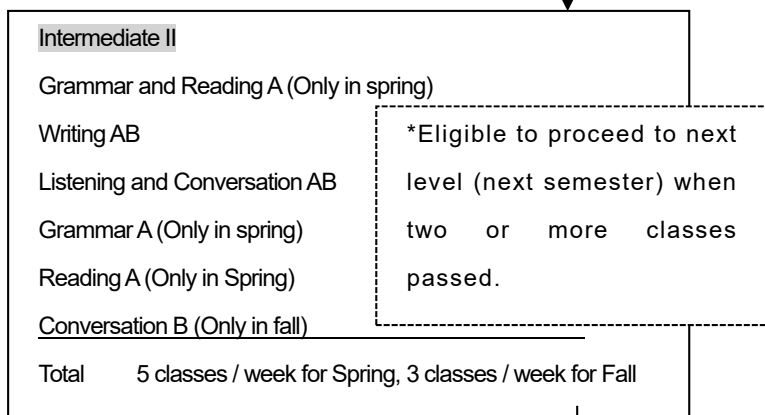 Intermediate II
Grammar and Reading A (Only in spring)
Writing AB
Listening and Conversation AB
Grammar A (Only in spring)
Reading A (Only in Spring)
Conversation B (Only in fall)
Total 5 classes / week for Spring, 3 classes / week for Fall
*Eligible to proceed to next
level (next semester) when
two or more classes
passed.